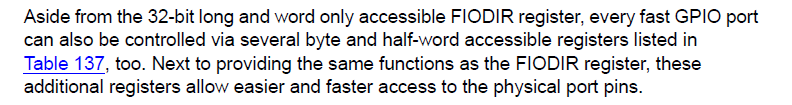 Aside from the 32-bit long and word only accessible FIODIR register, every fast GPIO port
can also be controlled via several byte and half-word accessible registers listed in
Table 137, too. Next to providing the same functions as the FIODIR register, these
additional registers allow easier and faster access to the physical port pins.